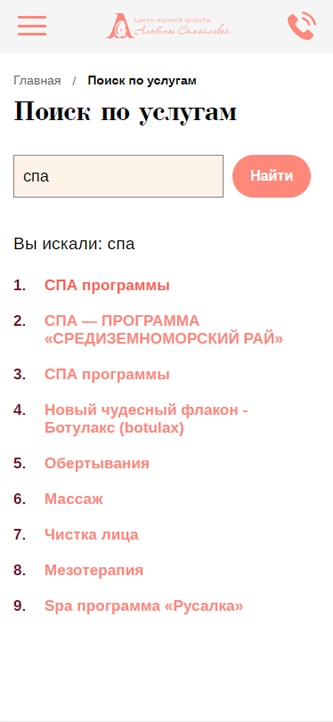 Центр научной красоты
Альбины Самойловой
Главная / Поиск по услугам
Поиск по услугам
спа
Найти
Вы искали: спа
1. СПА программы
2. СПА — ПРОГРАММА
«СРЕДИЗЕМНОМОРСКИЙ РАЙ»
3. СПА программы
4. Новый чудесный флакон -
Ботулакс (botulax)
5. Обертывания
6. Массаж
7. Чистка лица
8. Мезотерапия
9. Spa программа «Русалка»